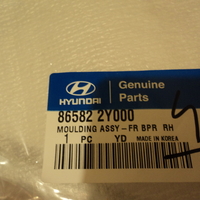 HYUNDAI
Genuine
Parts
86582 2Y000
MOULDING ASSY-FR BPR RH
1 PC YD MADE IN KOREA